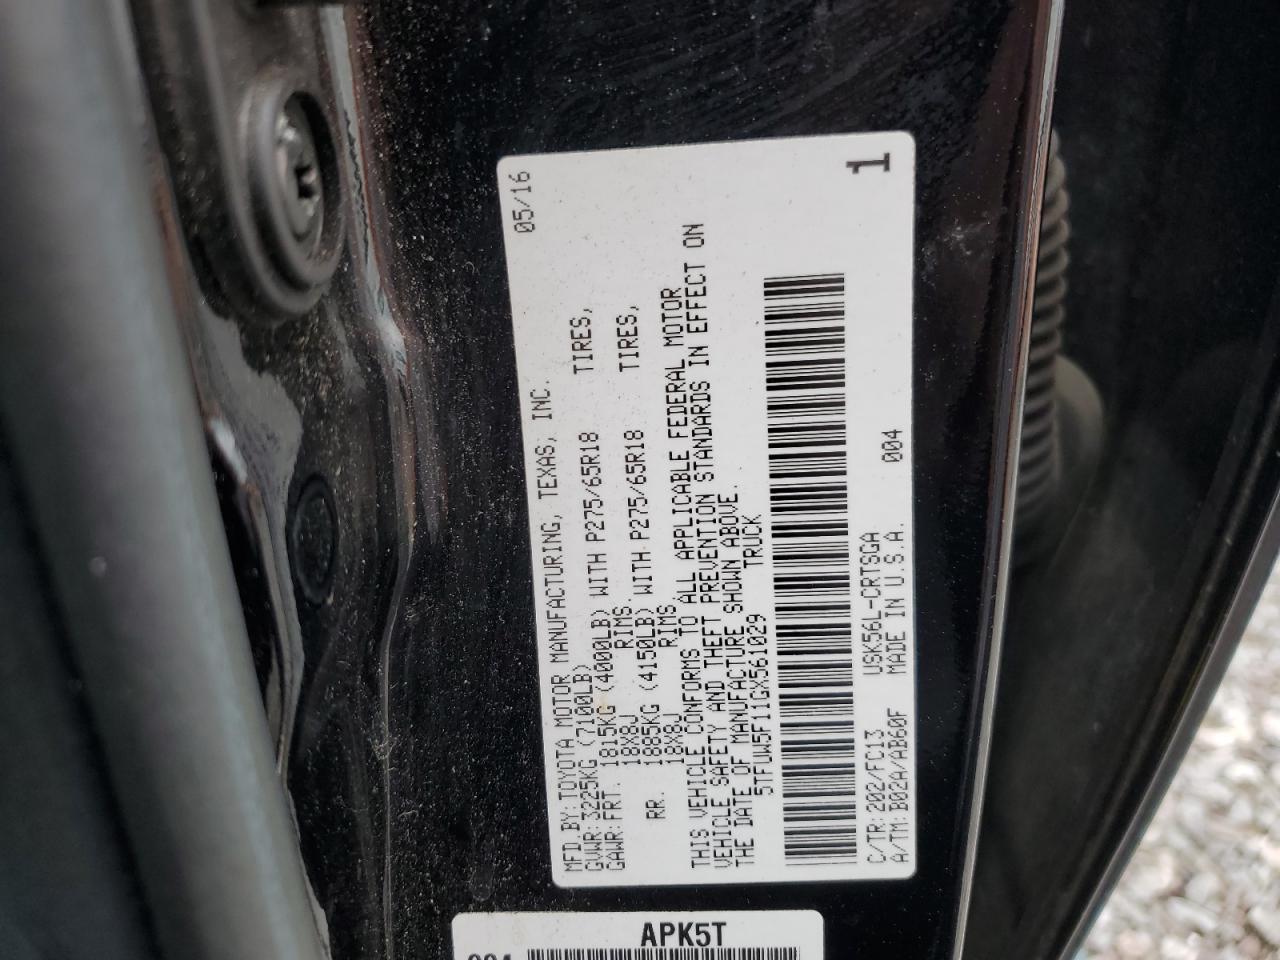 MFD BY: TOYOTA MOTOR MANUFACTURING, TEXAS, INC. 05/16
GVWR: 3225KG (7100LB)
GAWR: FRT. 1815KG (4000LB) WITH P275/65R18 TIRES,
18X8J RIMS.
RR. 1885KG (4150LB) WITH P275/65R18 TIRES,
18X8J RIMS
THIS VEHICLE CONFORMS TO ALL APPLICABLE FEDERAL MOTOR
VEHICLE SAFETY AND THEFT PREVENTION STANDARDS IN EFFECT ON
THE DATE OF MANUFACTURE SHOWN ABOVE.
5TFUW5F11GX561029 TRUCK
C/TR: 202/FC13 USK56L-CRTSGA 004
A/TM: B02A/AB60F MADE IN U.S.A.
1
APK5T